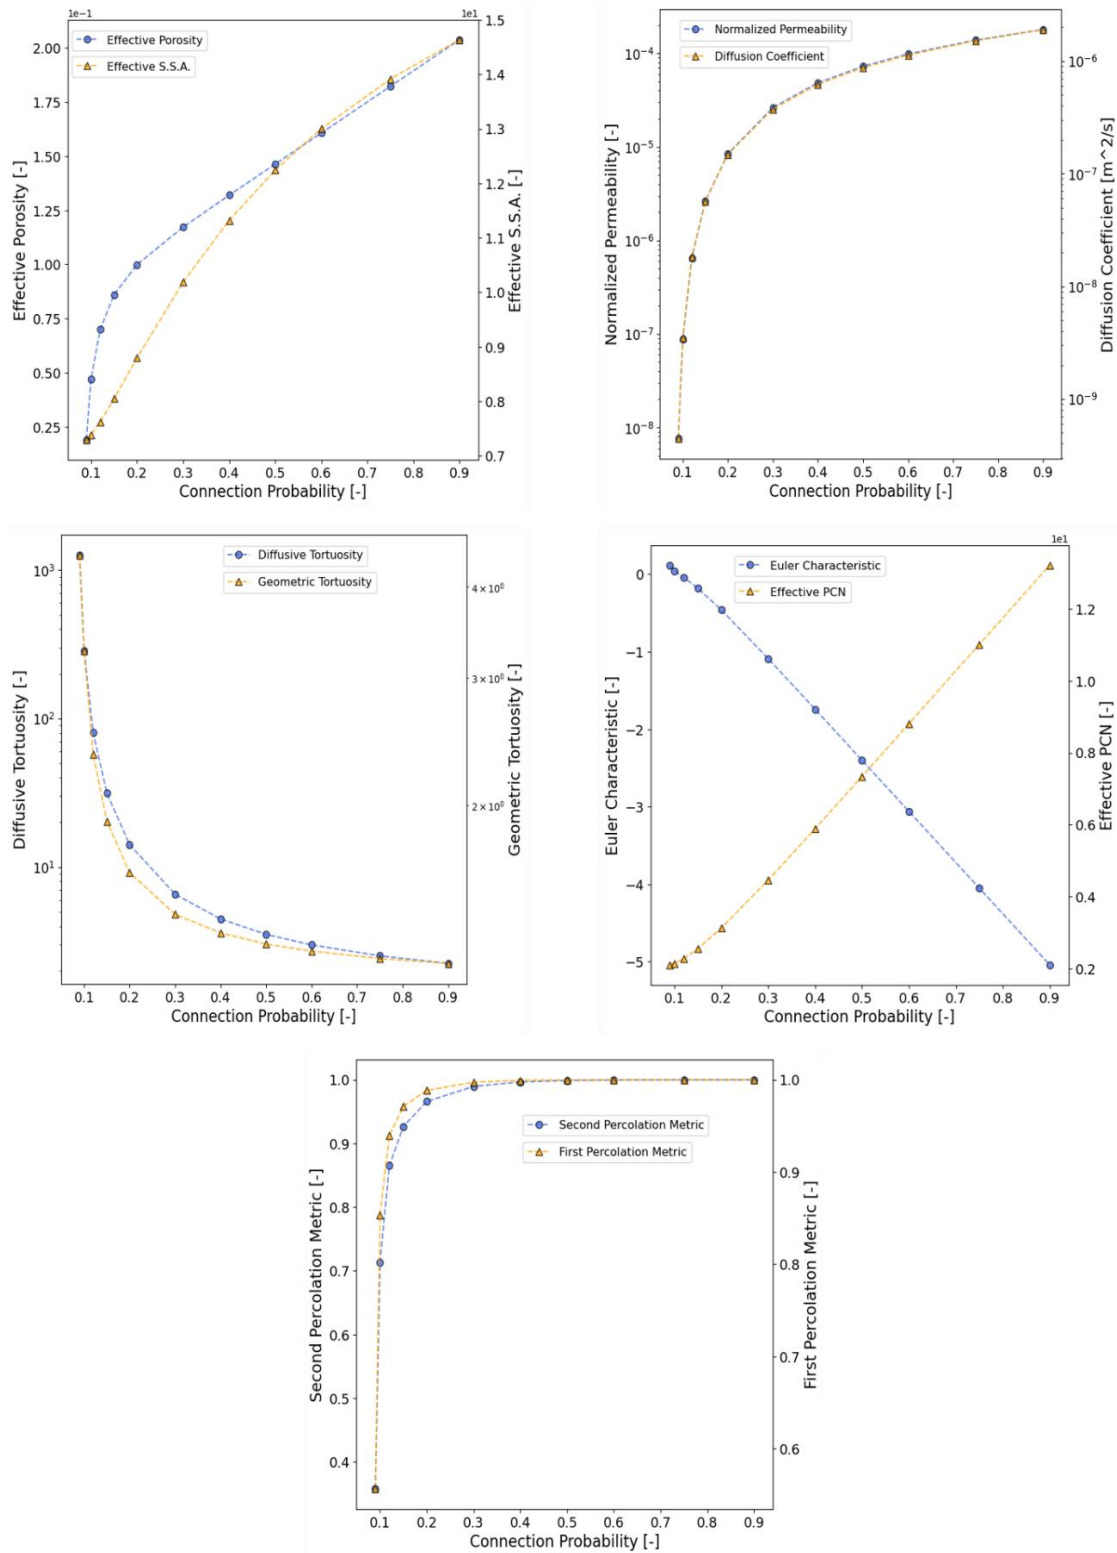 1e−1
1e1
Effective Porosity
Effective S.S.A.
2.00
1.75
1.50
1.25
1.00
0.75
0.50
0.25
Effective Porosity [-]
1.5
1.4
1.3
1.2
1.1
1.0
0.9
0.8
0.7
Effective S.S.A. [-]
0.1 0.2 0.3 0.4 0.5 0.6 0.7 0.8 0.9
Connection Probability [-]
Normalized Permeability
Diffusion Coefficient
10⁻⁴
10⁻⁵
10⁻⁶
10⁻⁷
10⁻⁸
Normalized Permeability [-]
10⁻⁶
10⁻⁷
10⁻⁸
10⁻⁹
Diffusion Coefficient [m^2/s]
0.1 0.2 0.3 0.4 0.5 0.6 0.7 0.8 0.9
Connection Probability [-]
Diffusive Tortuosity
Geometric Tortuosity
10³
10²
10¹
Diffusive Tortuosity [-]
4 × 10⁰
3 × 10⁰
2 × 10⁰
Geometric Tortuosity [-]
0.1 0.2 0.3 0.4 0.5 0.6 0.7 0.8 0.9
Connection Probability [-]
1e1
Euler Characteristic
Effective PCN
0
−1
−2
−3
−4
−5
Euler Characteristic [-]
1.2
1.0
0.8
0.6
0.4
0.2
Effective PCN [-]
0.1 0.2 0.3 0.4 0.5 0.6 0.7 0.8 0.9
Connection Probability [-]
Second Percolation Metric
First Percolation Metric
1.0
0.9
0.8
0.7
0.6
0.5
0.4
Second Percolation Metric [-]
1.0
0.9
0.8
0.7
0.6
First Percolation Metric [-]
0.1 0.2 0.3 0.4 0.5 0.6 0.7 0.8 0.9
Connection Probability [-]